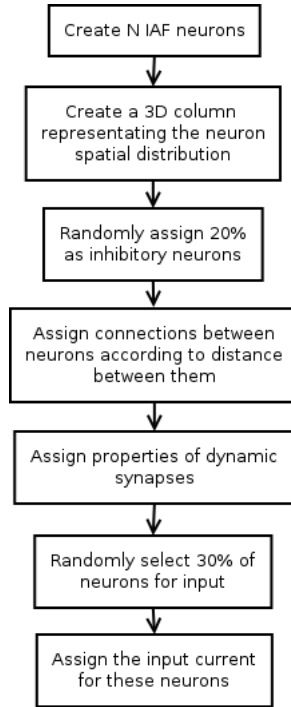 Create N IAF neurons
Create a 3D column
representating the neuron
spatial distribution
Randomly assign 20%
as inhibitory neurons
Assign connections between
neurons according to distance
between them
Assign properties of dynamic
synapses
Randomly select 30% of
neurons for input
Assign the input current
for these neurons